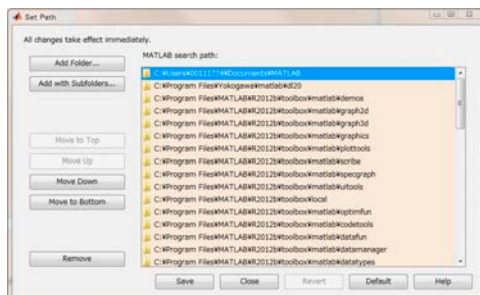 Set Path
All changes take effect immediately.
Add Folder...
Add with Subfolders...
Move to Top
Move Up
Move Down
Move to Bottom
Remove
MATLAB search path:
C:¥Users¥00111774¥Documents¥MATLAB
C:¥Program Files¥Yokogawa¥matlab¥dl20
C:¥Program Files¥MATLAB¥R2012b¥toolbox¥matlab¥demos
C:¥Program Files¥MATLAB¥R2012b¥toolbox¥matlab¥graph2d
C:¥Program Files¥MATLAB¥R2012b¥toolbox¥matlab¥graph3d
C:¥Program Files¥MATLAB¥R2012b¥toolbox¥matlab¥graphics
C:¥Program Files¥MATLAB¥R2012b¥toolbox¥matlab¥plottools
C:¥Program Files¥MATLAB¥R2012b¥toolbox¥matlab¥scribe
C:¥Program Files¥MATLAB¥R2012b¥toolbox¥matlab¥specgraph
C:¥Program Files¥MATLAB¥R2012b¥toolbox¥matlab¥uitools
C:¥Program Files¥MATLAB¥R2012b¥toolbox¥local
C:¥Program Files¥MATLAB¥R2012b¥toolbox¥matlab¥optimfun
C:¥Program Files¥MATLAB¥R2012b¥toolbox¥matlab¥codetools
C:¥Program Files¥MATLAB¥R2012b¥toolbox¥matlab¥datafun
C:¥Program Files¥MATLAB¥R2012b¥toolbox¥matlab¥datamanager
C:¥Program Files¥MATLAB¥R2012b¥toolbox¥matlab¥datatypes
Save Close Revert Default Help